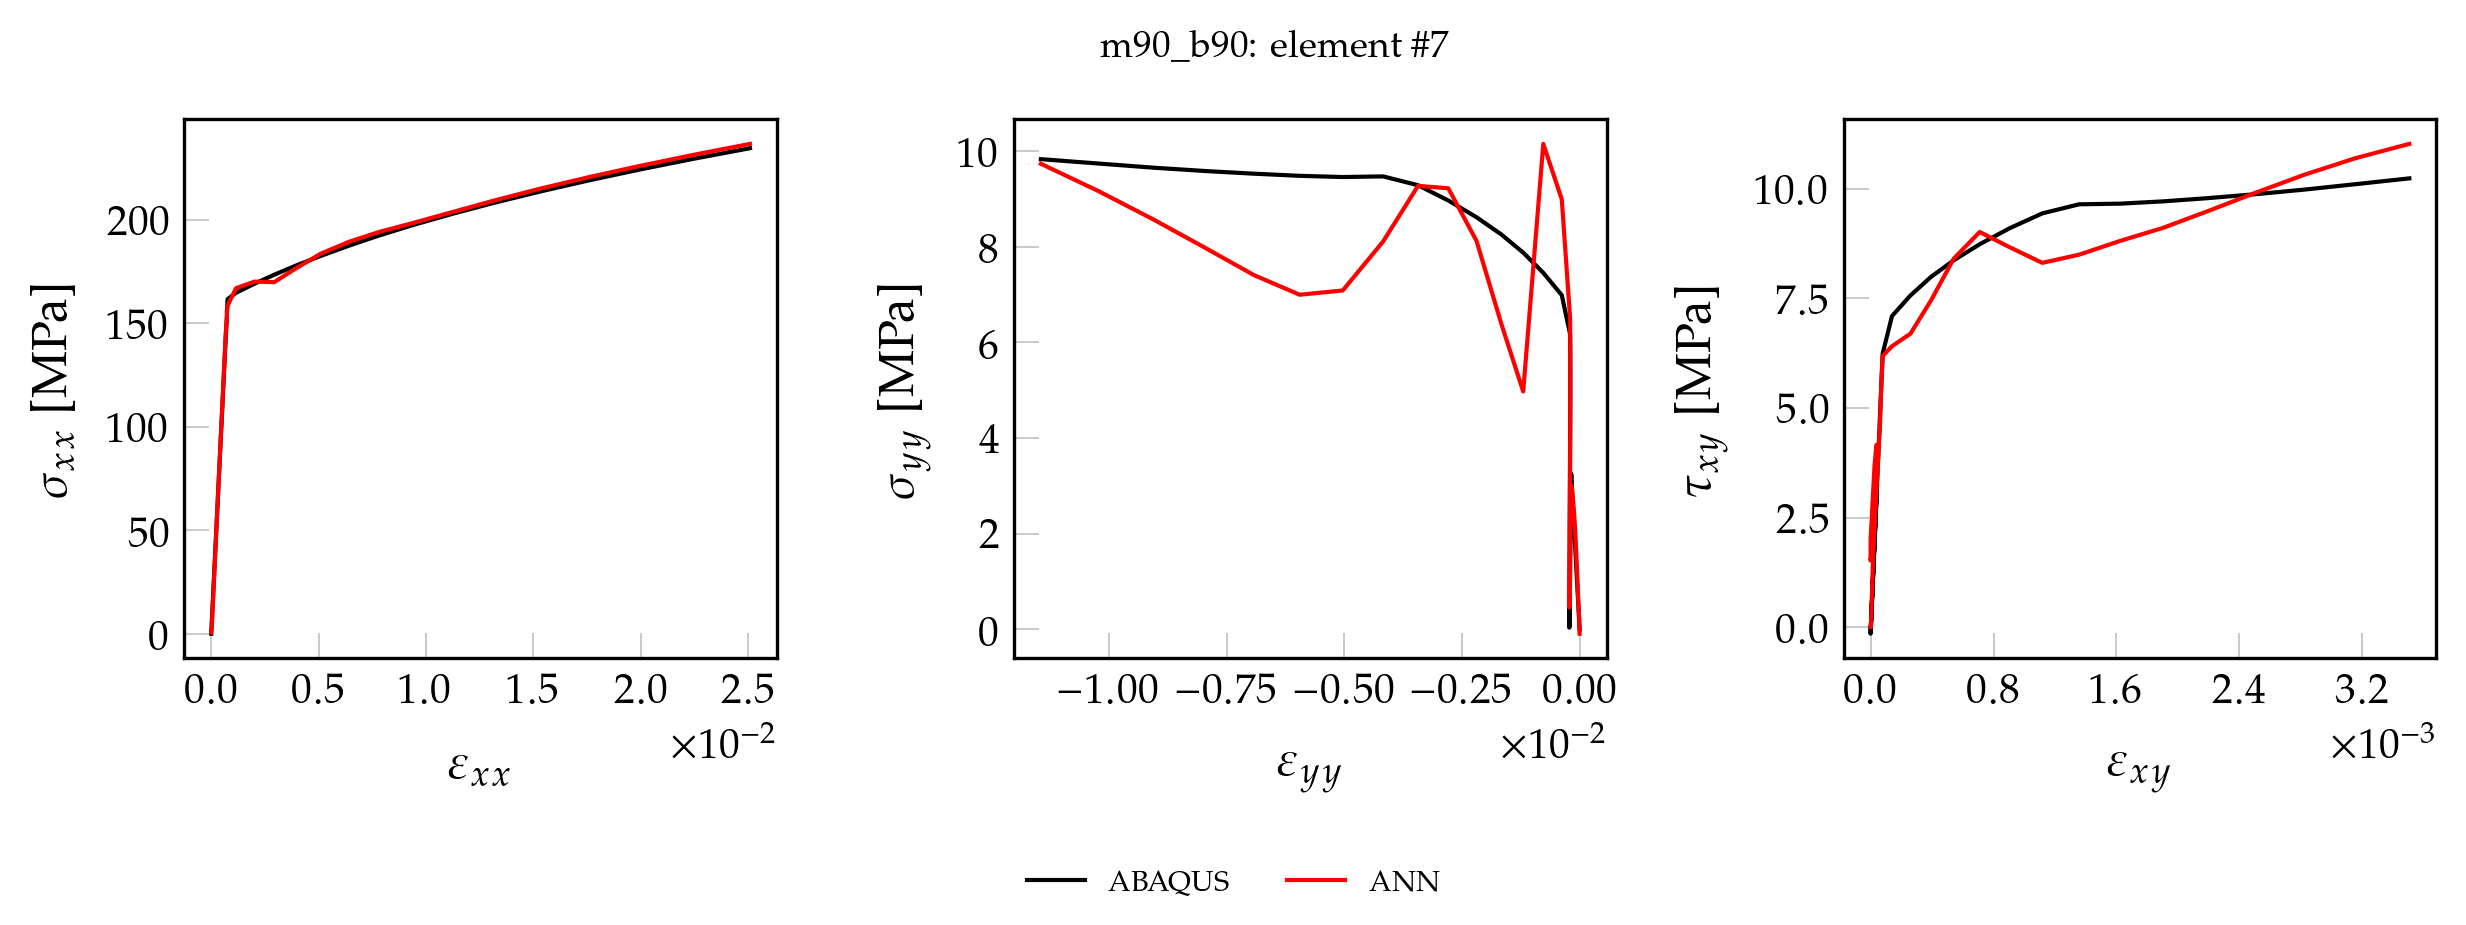 m90_b90: element #7
σxx [MPa]
200
150
100
50
0
0.0 0.5 1.0 1.5 2.0 2.5
×10−2
εxx
σyy [MPa]
10
8
6
4
2
0
−1.00 −0.75 −0.50 −0.25 0.00
×10−2
εyy
τxy [MPa]
10.0
7.5
5.0
2.5
0.0
0.0 0.8 1.6 2.4 3.2
×10−3
εxy
ABAQUS ANN